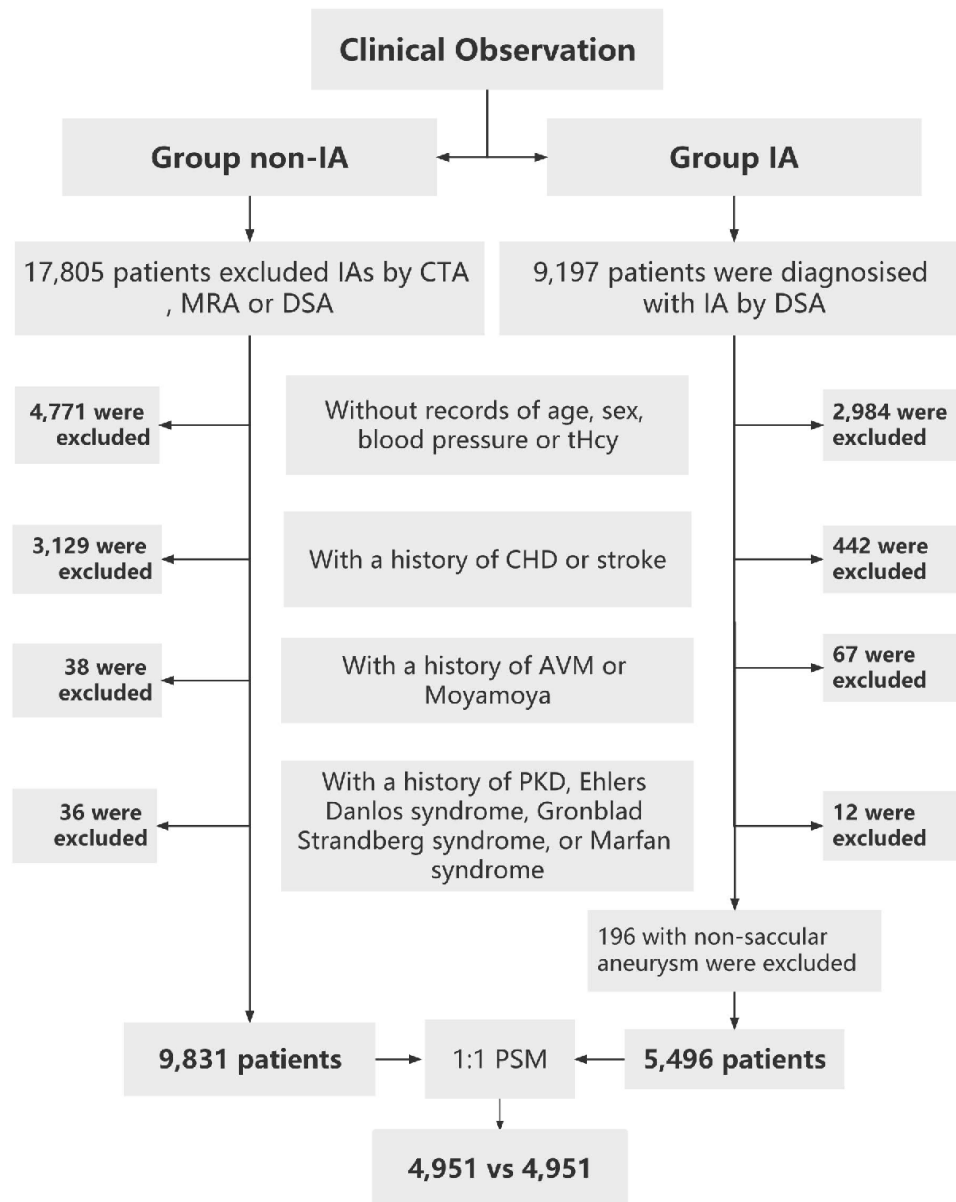 Clinical Observation
Group non-IA
Group IA
17,805 patients excluded IAs by CTA
, MRA or DSA
9,197 patients were diagnosised
with IA by DSA
4,771 were
excluded
Without records of age, sex,
blood pressure or tHcy
2,984 were
excluded
3,129 were
excluded
With a history of CHD or stroke
442 were
excluded
38 were
excluded
With a history of AVM or
Moyamoya
67 were
excluded
36 were
excluded
With a history of PKD, Ehlers
Danlos syndrome, Gronblad
Strandberg syndrome, or Marfan
syndrome
12 were
excluded
196 with non-saccular
aneurysm were excluded
9,831 patients
1:1 PSM
5,496 patients
4,951 vs 4,951